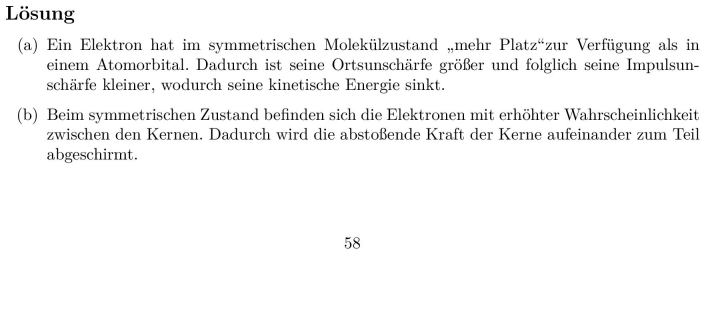 Lösung
(a) Ein Elektron hat im symmetrischen Molekülzustand „mehr Platz“zur Verfügung als in
einem Atomorbital. Dadurch ist seine Ortsunschärfe größer und folglich seine Impulsun-
schärfe kleiner, wodurch seine kinetische Energie sinkt.
(b) Beim symmetrischen Zustand befinden sich die Elektronen mit erhöhter Wahrscheinlichkeit
zwischen den Kernen. Dadurch wird die abstoßende Kraft der Kerne aufeinander zum Teil
abgeschirmt.
58